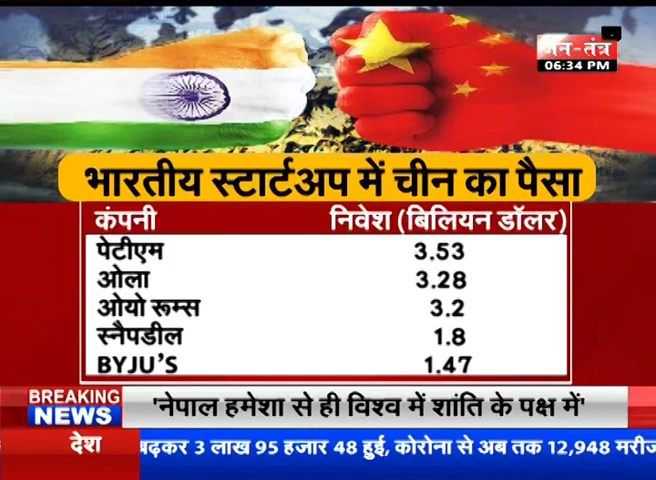 जन-तंत्र
06:34 PM
भारतीय स्टार्टअप में चीन का पैसा
कंपनी निवेश (बिलियन डॉलर)
पेटीएम 3.53
ओला 3.28
ओयो रूम्स 3.2
स्नैपडील 1.8
BYJU'S 1.47
BREAKING NEWS 'नेपाल हमेशा से ही विश्व में शांति के पक्ष में'
देश बढ़कर 3 लाख 95 हजार 48 हुई, कोरोना से अब तक 12,948 मरीज